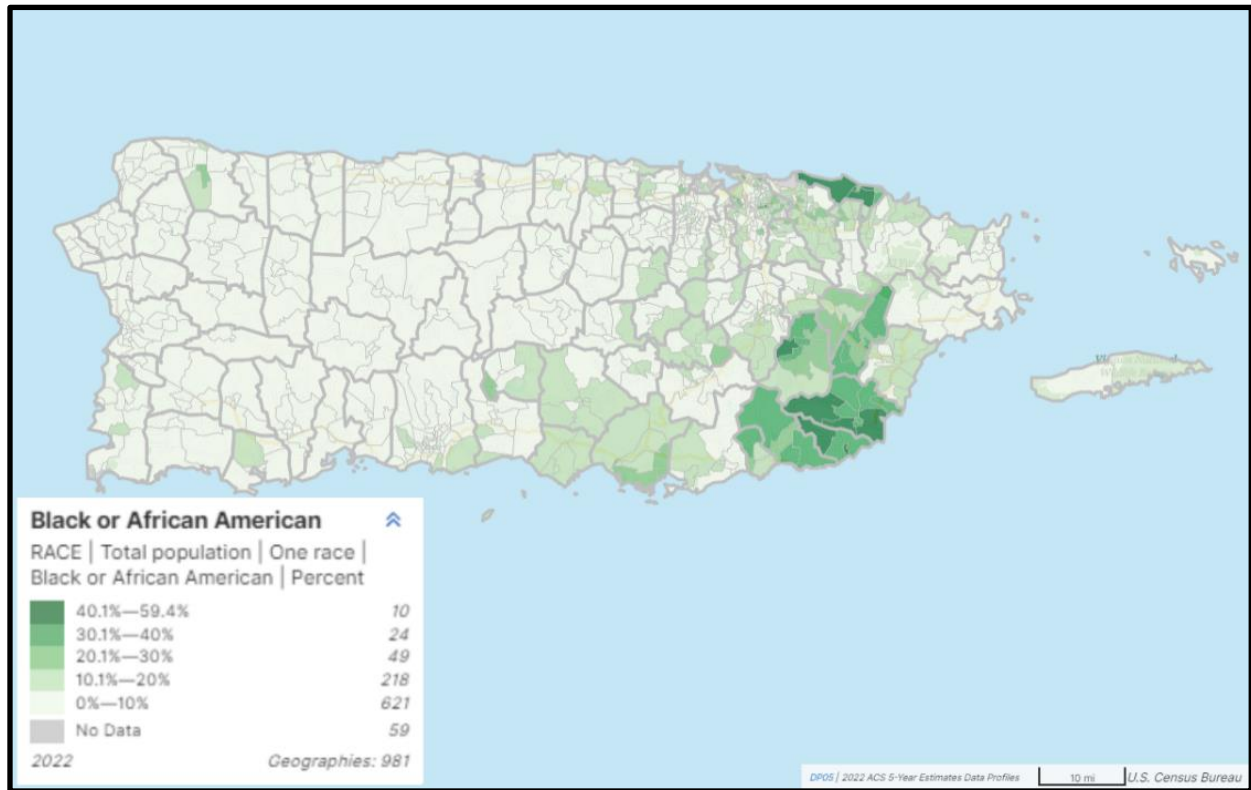 Black or African American
RACE | Total population | One race |
Black or African American | Percent
40.1%—59.4% 10
30.1%—40% 24
20.1%—30% 49
10.1%—20% 218
0%—10% 621
No Data 59
2022 Geographies: 981
DP05 | 2022 ACS 5-Year Estimates Data Profiles 10 mi U.S. Census Bureau